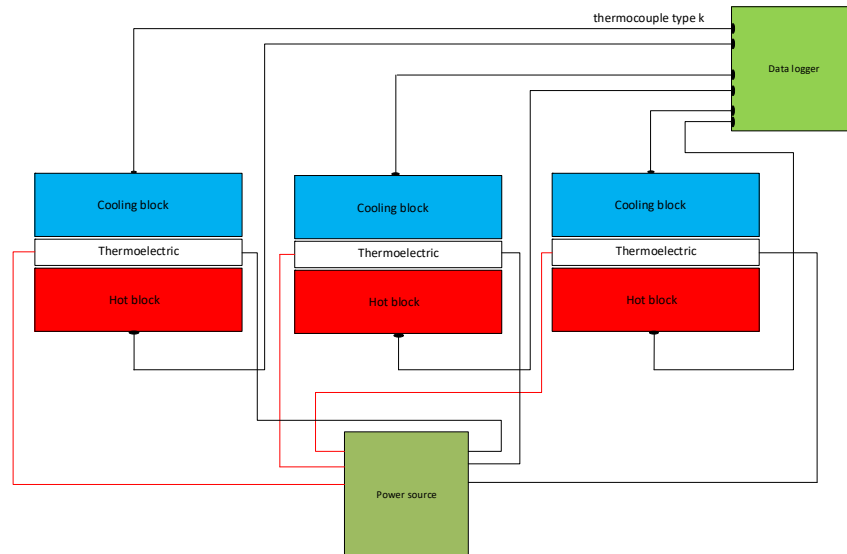 thermocouple type k
Data logger
Cooling block
Cooling block
Cooling block
Thermoelectric
Thermoelectric
Thermoelectric
Hot block
Hot block
Hot block
Power source